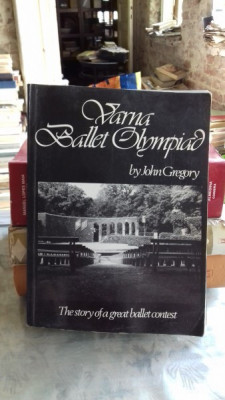 Varna
Ballet Olympiad
by John Gregory
The story of a great ballet contest